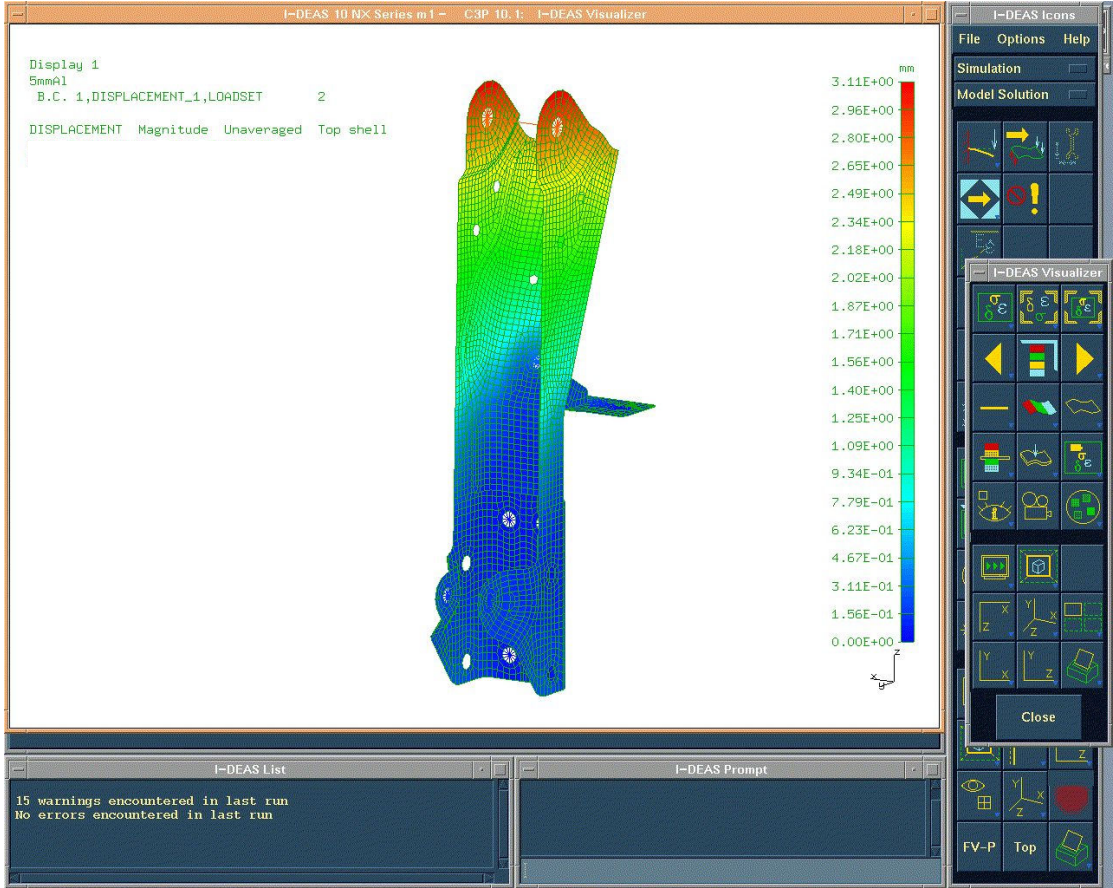 I-DEAS 10 NX Series m1 - C3P 10.1: I-DEAS Visualizer
Display 1
5mmAl
B.C. 1,DISPLACEMENT_1,LOADSET 2
DISPLACEMENT Magnitude Unaveraged Top shell
mm
3.11E+00
2.96E+00
2.80E+00
2.65E+00
2.49E+00
2.34E+00
2.18E+00
2.02E+00
1.87E+00
1.71E+00
1.56E+00
1.40E+00
1.25E+00
1.09E+00
9.34E-01
7.79E-01
6.23E-01
4.67E-01
3.11E-01
1.56E-01
0.00E+00
Z
X
Y
I-DEAS Icons
File Options Help
Simulation
Model Solution
I-DEAS Visualizer
Close
FV-P Top
I-DEAS List
15 warnings encountered in last run
No errors encountered in last run
I-DEAS Prompt